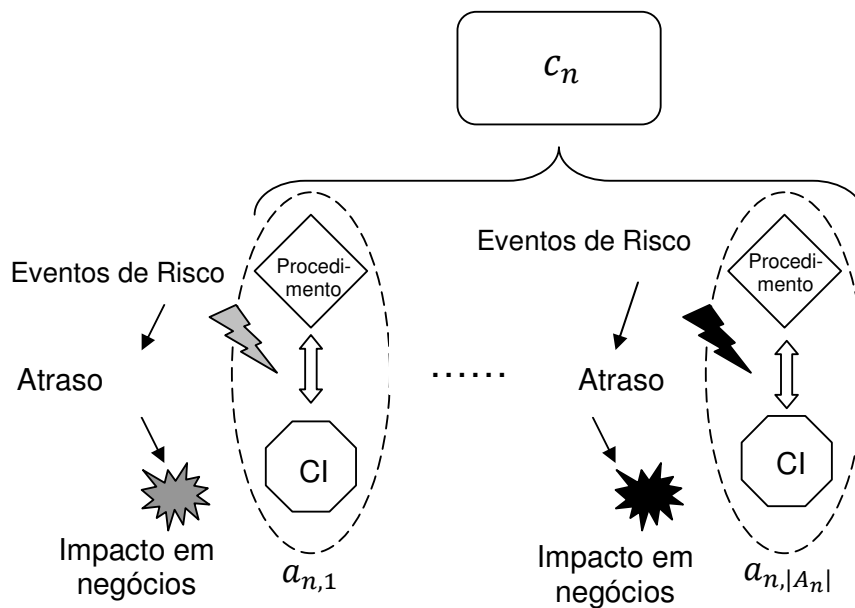 c_n
Eventos de Risco
Procedi-
mento
Atraso
CI
Impacto em
negócios
a_{n,1}
......
Eventos de Risco
Procedi-
mento
Atraso
CI
Impacto em
negócios
a_{n,|A_n|}